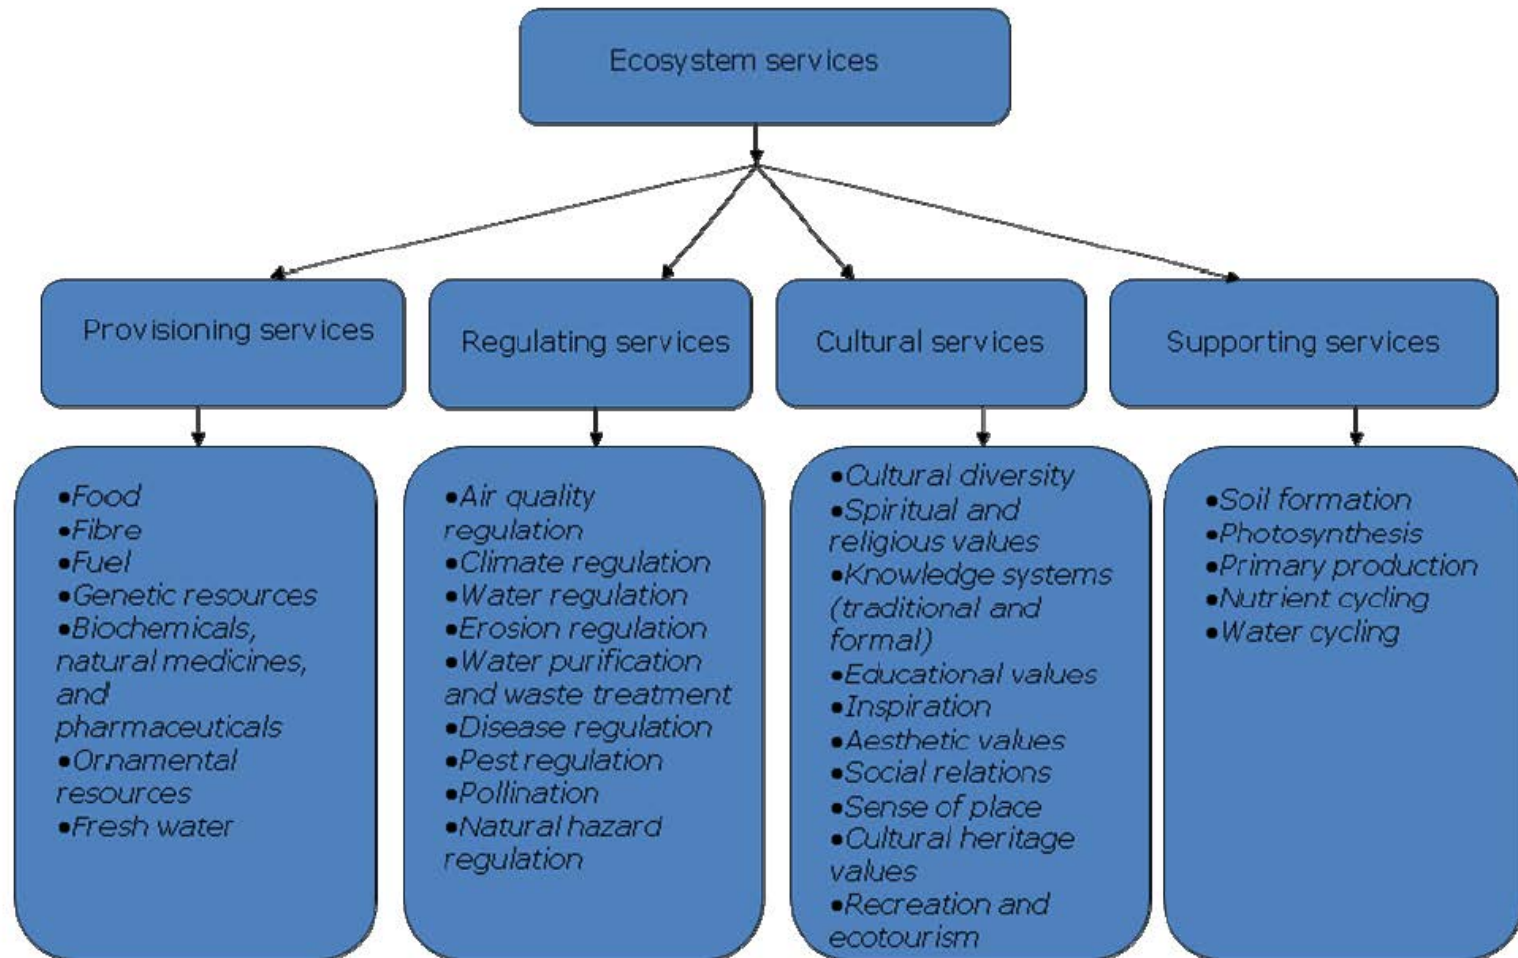 Ecosystem services
Provisioning services
Regulating services
Cultural services
Supporting services
•Food
•Fibre
•Fuel
•Genetic resources
•Biochemicals,
natural medicines,
and
pharmaceuticals
•Ornamental
resources
•Fresh water
•Air quality
regulation
•Climate regulation
•Water regulation
•Erosion regulation
•Water purification
and waste treatment
•Disease regulation
•Pest regulation
•Pollination
•Natural hazard
regulation
•Cultural diversity
•Spiritual and
religious values
•Knowledge systems
(traditional and
formal)
•Educational values
•Inspiration
•Aesthetic values
•Social relations
•Sense of place
•Cultural heritage
values
•Recreation and
ecotourism
•Soil formation
•Photosynthesis
•Primary production
•Nutrient cycling
•Water cycling